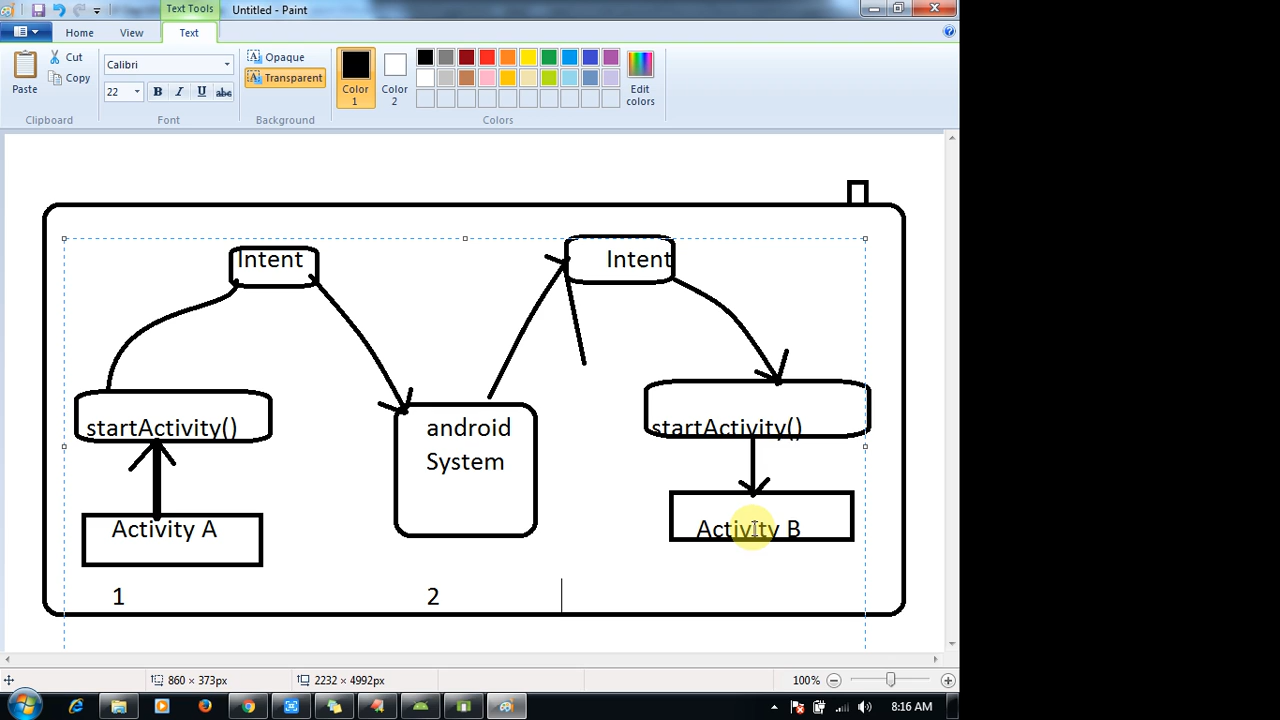 Text Tools
Untitled - Paint
Home
View
Text
Paste
Cut
Copy
Clipboard
Calibri
22
B
I
U
abc
Font
Opaque
Transparent
Background
Color
1
Color
2
Edit
colors
Colors
Intent
Intent
startActivity()
android
System
startActivity()
Activity A
Activity B
1
2
860 × 373px
2232 × 4992px
100%
8:16 AM